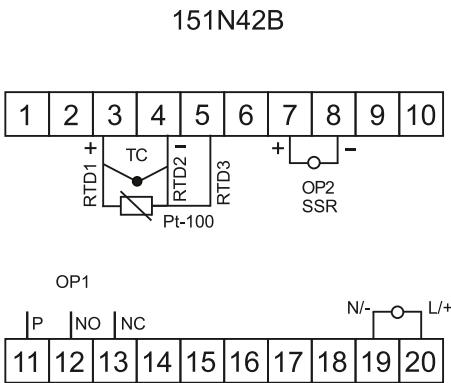 151N42B
1 2 3 4 5 6 7 8 9 10
+ TC - + -
RTD1 RTD2 RTD3
Pt-100
OP2
SSR
OP1
P NO NC N/- L/+
11 12 13 14 15 16 17 18 19 20